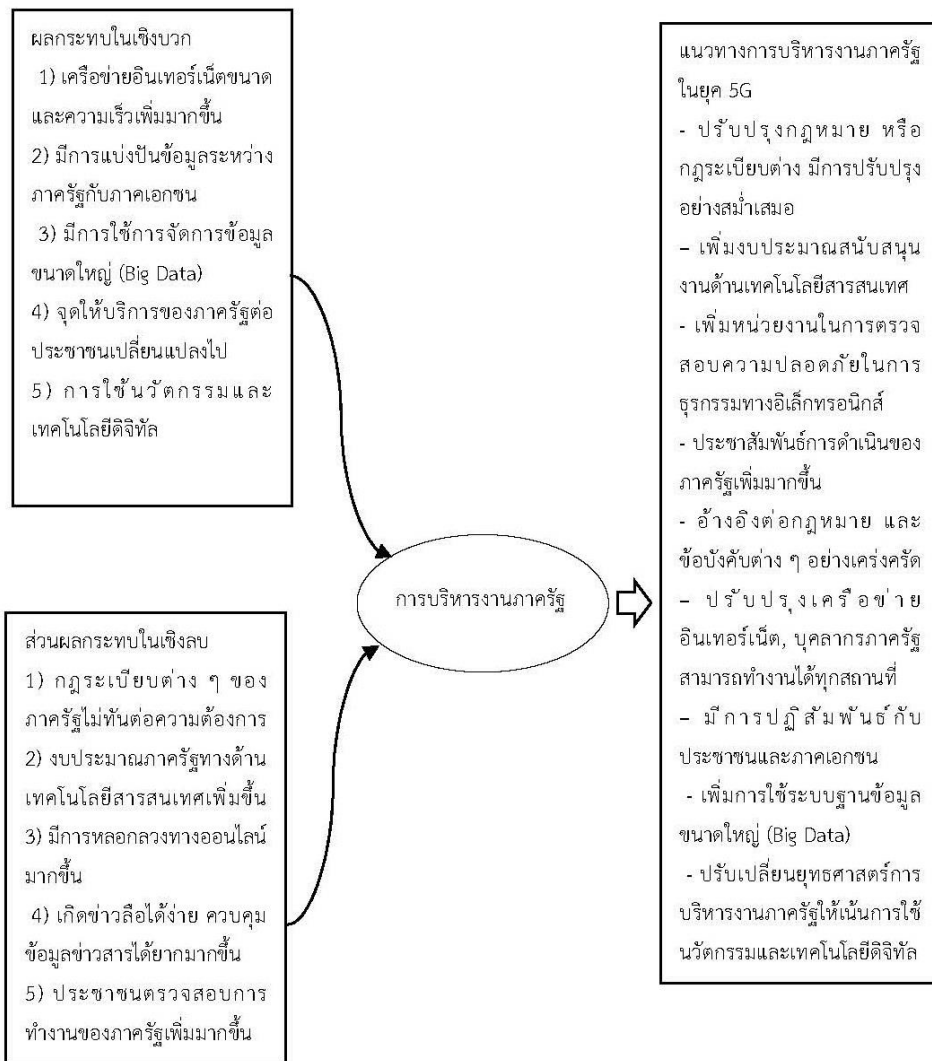 ผลกระทบในเชิงบวก
1) เครือข่ายอินเทอร์เน็ตขนาด
และความเร็วเพิ่มมากขึ้น
2) มีการแบ่งปันข้อมูลระหว่าง
ภาครัฐกับภาคเอกชน
3) มีการใช้การจัดการข้อมูล
ขนาดใหญ่ (Big Data)
4) จุดให้บริการของภาครัฐต่อ
ประชาชนเปลี่ยนแปลงไป
5) การใช้นวัตกรรมและ
เทคโนโลยีดิจิทัล
ส่วนผลกระทบในเชิงลบ
1) กฎระเบียบต่าง ๆ ของ
ภาครัฐไม่ทันต่อความต้องการ
2) งบประมาณภาครัฐทางด้าน
เทคโนโลยีสารสนเทศเพิ่มขึ้น
3) มีการหลอกลวงทางออนไลน์
มากขึ้น
4) เกิดข่าวลือได้ง่าย ควบคุม
ข้อมูลข่าวสารได้ยากมากขึ้น
5) ประชาชนตรวจสอบการ
ทำงานของภาครัฐเพิ่มมากขึ้น
การบริหารงานภาครัฐ
แนวทางการบริหารงานภาครัฐ
ในยุค 5G
- ปรับปรุงกฎหมาย หรือ
กฎระเบียบต่าง มีการปรับปรุง
อย่างสม่ำเสมอ
– เพิ่มงบประมาณสนับสนุน
งานด้านเทคโนโลยีสารสนเทศ
- เพิ่มหน่วยงานในการตรวจ
สอบความปลอดภัยในการ
ธุรกรรมทางอิเล็กทรอนิกส์
- ประชาสัมพันธ์การดำเนินของ
ภาครัฐเพิ่มมากขึ้น
- อ้างอิงต่อกฎหมาย และ
ข้อบังคับต่าง ๆ อย่างเคร่งครัด
– ปรับปรุงเครือข่าย
อินเทอร์เน็ต, บุคลากรภาครัฐ
สามารถทำงานได้ทุกสถานที่
– มีการปฏิสัมพันธ์กับ
ประชาชนและภาคเอกชน
- เพิ่มการใช้ระบบฐานข้อมูล
ขนาดใหญ่ (Big Data)
- ปรับเปลี่ยนยุทธศาสตร์การ
บริหารงานภาครัฐให้เน้นการใช้
นวัตกรรมและเทคโนโลยีดิจิทัล